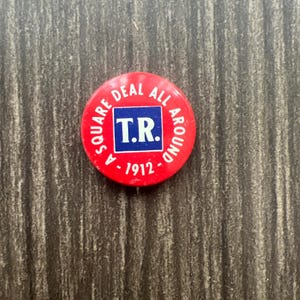 A SQUARE DEAL ALL AROUND
T.R.
- 1912 -